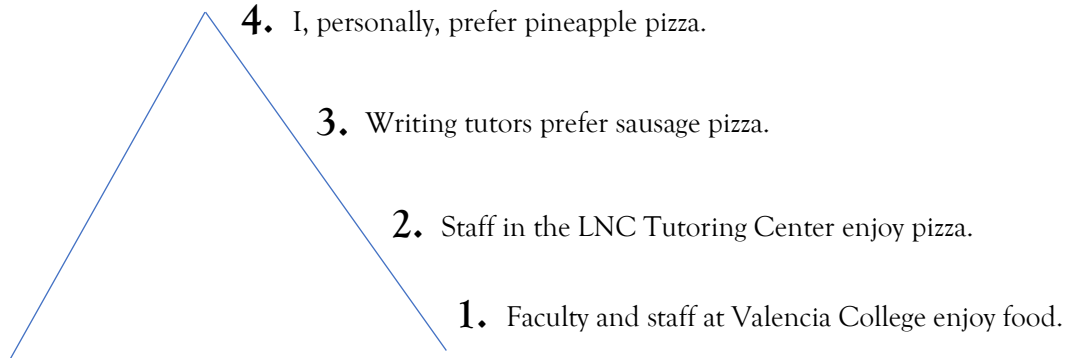 4. I, personally, prefer pineapple pizza.
3. Writing tutors prefer sausage pizza.
2. Staff in the LNC Tutoring Center enjoy pizza.
1. Faculty and staff at Valencia College enjoy food.